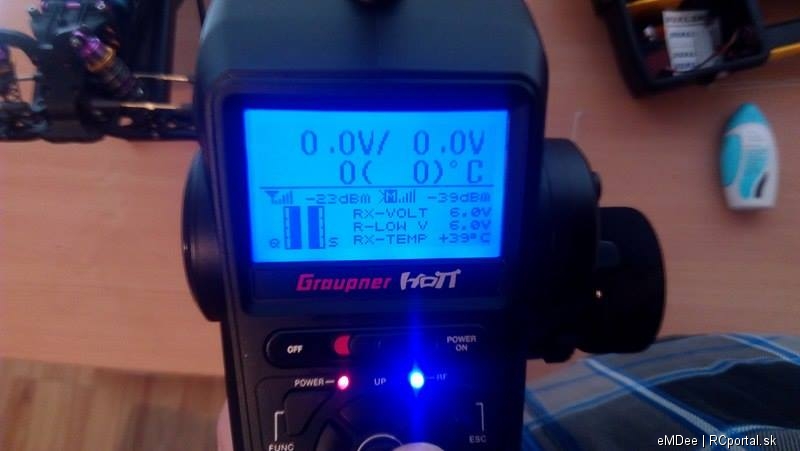 0.0V/ 0.0V
0( 0)°C
-23dBm M -39dBm
RX-VOLT 6.0V
R-LOW V 6.0V
Q S RX-TEMP +39°C
Graupner HoTT
OFF POWER ON
POWER UP RF
FUNC ESC
eMDee | RCportal.sk